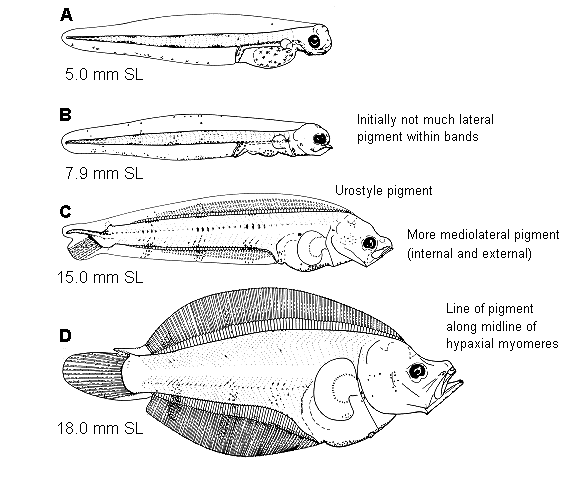 A
5.0 mm SL
B
Initially not much lateral
pigment within bands
7.9 mm SL
Urostyle pigment
C
More mediolateral pigment
(internal and external)
15.0 mm SL
Line of pigment
along midline of
hypaxial myomeres
D
18.0 mm SL